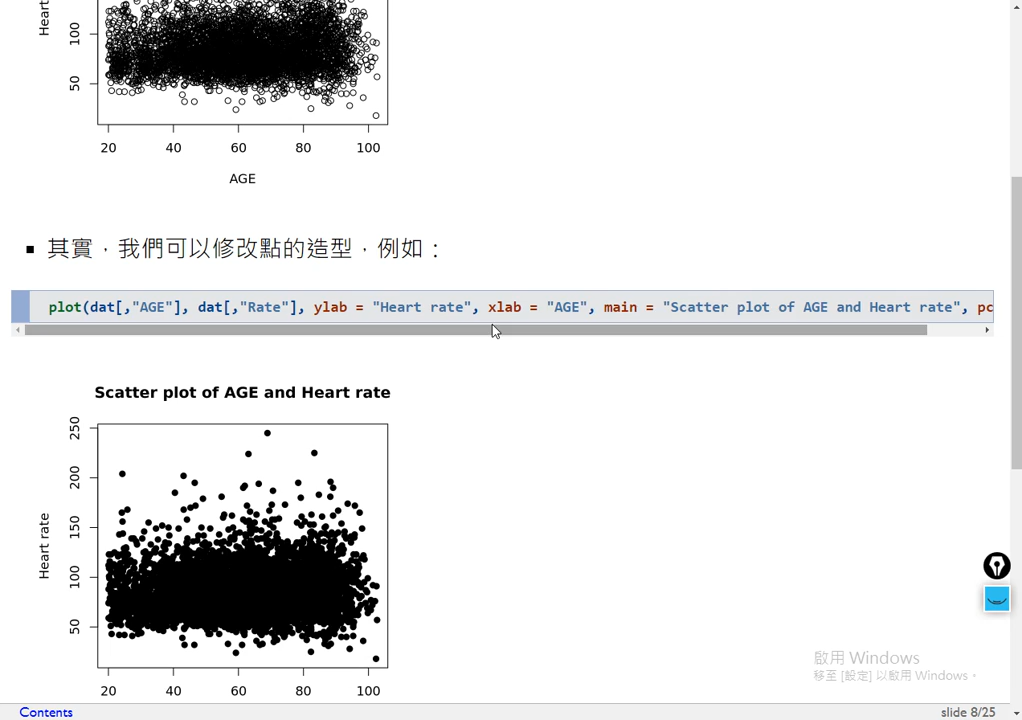 Heart
100
50
20 40 60 80 100
AGE
▪ 其實，我們可以修改點的造型，例如：
plot(dat[,"AGE"], dat[,"Rate"], ylab = "Heart rate", xlab = "AGE", main = "Scatter plot of AGE and Heart rate", pc
Scatter plot of AGE and Heart rate
250
200
150
100
50
Heart rate
20 40 60 80 100
啟用 Windows
移至 [設定] 以啟用 Windows。
Contents
slide 8/25